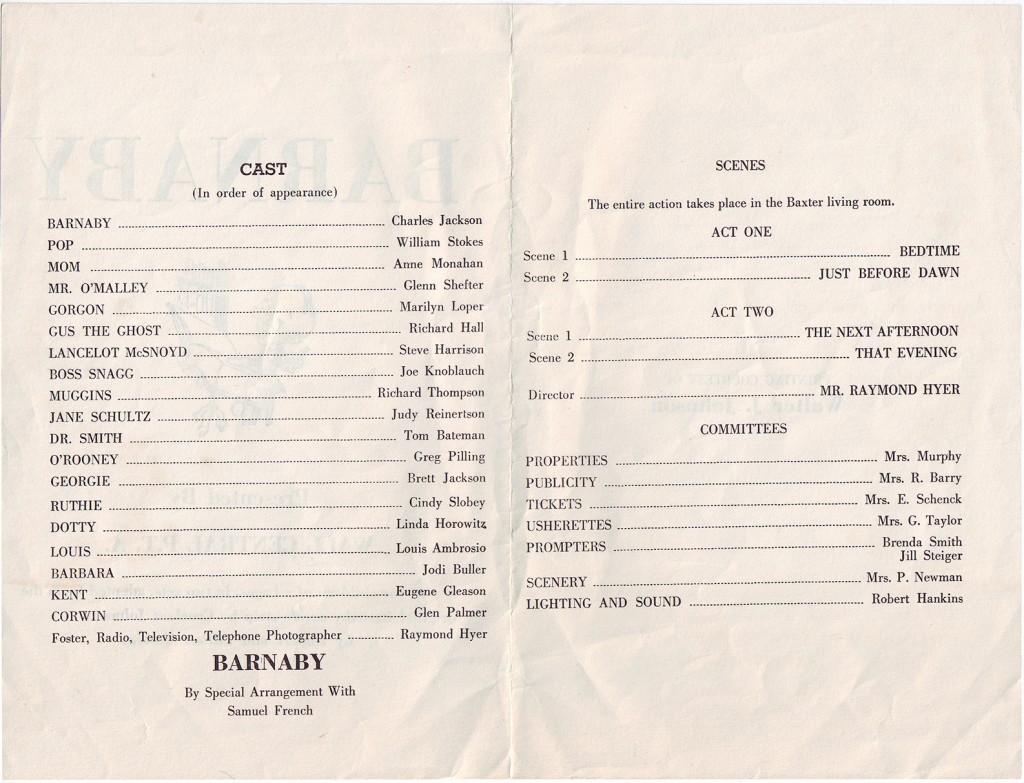 CAST
(In order of appearance)
BARNABY ........ Charles Jackson
POP ........ William Stokes
MOM ........ Anne Monahan
MR. O'MALLEY ........ Glenn Shefter
GORGON ........ Marilyn Loper
GUS THE GHOST ........ Richard Hall
LANCELOT McSNOYD ........ Steve Harrison
BOSS SNAGG ........ Joe Knoblauch
MUGGINS ........ Richard Thompson
JANE SCHULTZ ........ Judy Reinertson
DR. SMITH ........ Tom Bateman
O'ROONEY ........ Greg Pilling
GEORGIE ........ Brett Jackson
RUTHIE ........ Cindy Slobey
DOTTY ........ Linda Horowitz
LOUIS ........ Louis Ambrosio
BARBARA ........ Jodi Buller
KENT ........ Eugene Gleason
CORWIN ........ Glen Palmer
Foster, Radio, Television, Telephone Photographer ........ Raymond Hyer
BARNABY
By Special Arrangement With
Samuel French
SCENES
The entire action takes place in the Baxter living room.
ACT ONE
Scene 1 ........ BEDTIME
Scene 2 ........ JUST BEFORE DAWN
ACT TWO
Scene 1 ........ THE NEXT AFTERNOON
Scene 2 ........ THAT EVENING
Director ........ MR. RAYMOND HYER
COMMITTEES
PROPERTIES ........ Mrs. Murphy
PUBLICITY ........ Mrs. R. Barry
TICKETS ........ Mrs. E. Schenck
USHERETTES ........ Mrs. G. Taylor
PROMPTERS ........ Brenda Smith
Jill Steiger
SCENERY ........ Mrs. P. Newman
LIGHTING AND SOUND ........ Robert Hankins